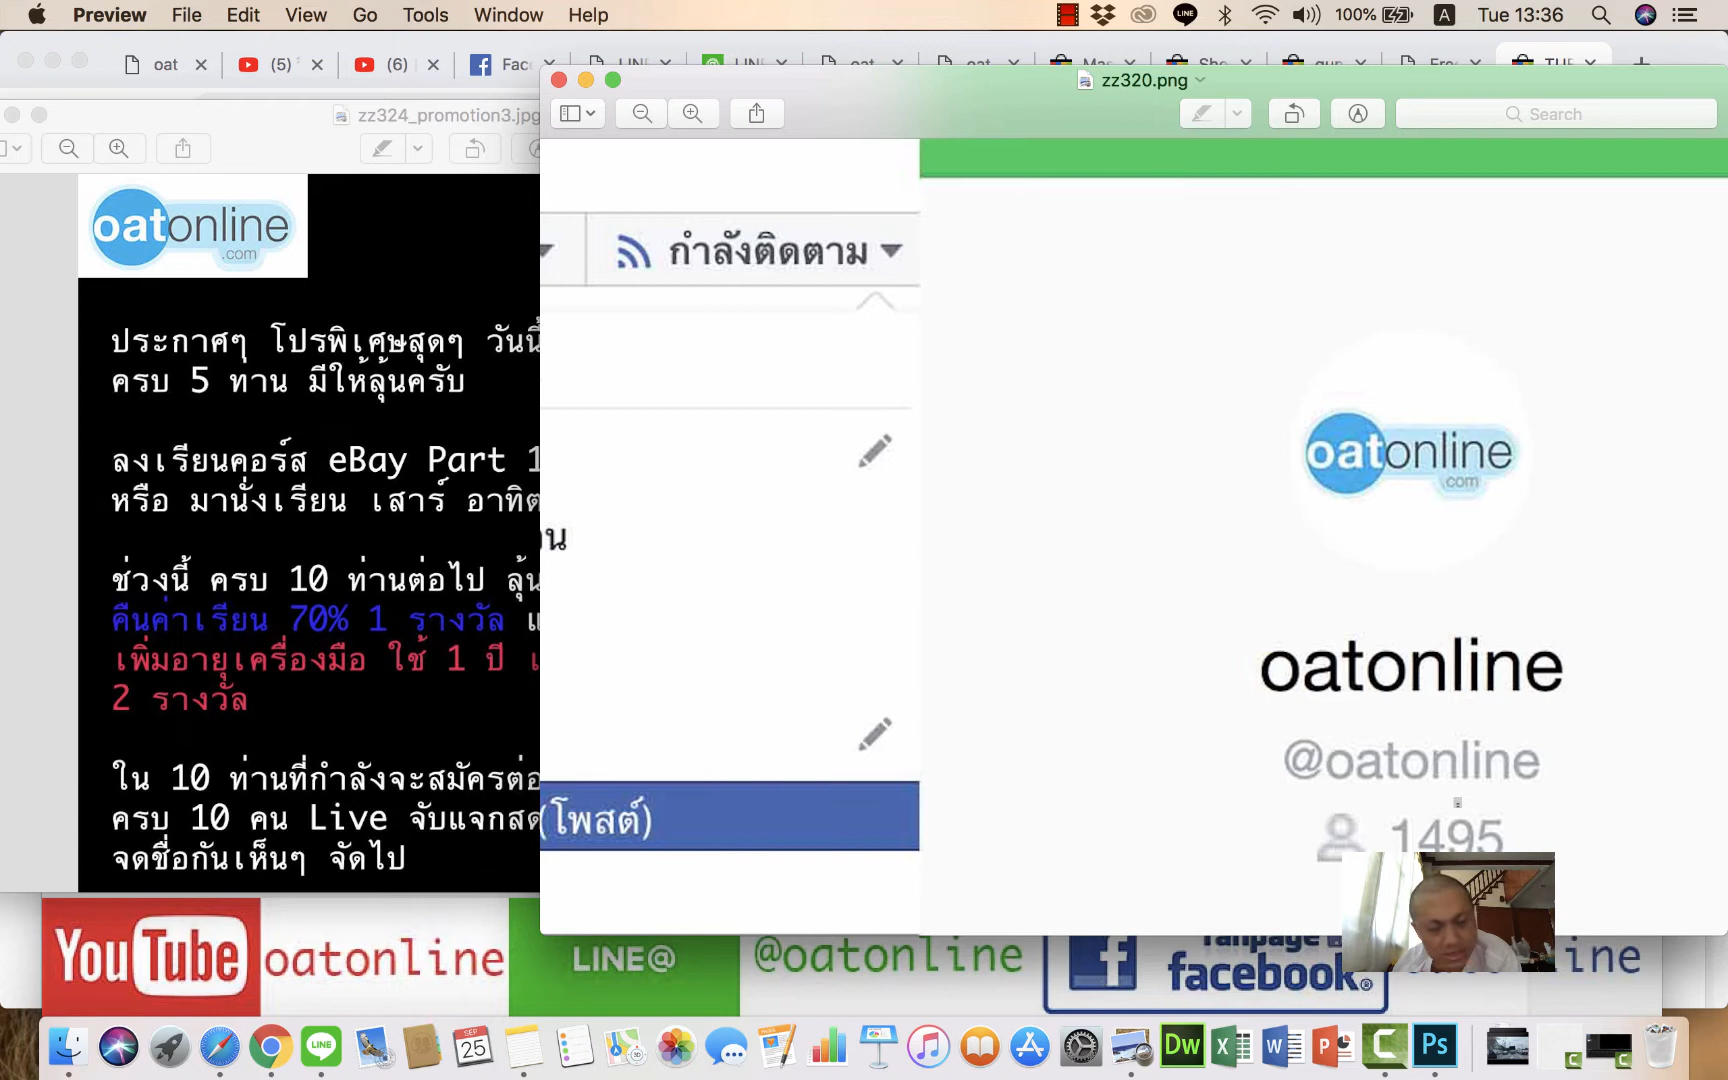 Preview File Edit View Go Tools Window Help 100% A Tue 13:36
oat (5) (6) Fac
zz324_promotion3.jpg
zz320.png
Search
oatonline
.com
ประกาศๆ โปรพิเศษสุดๆ วันนี้
ครบ 5 ท่าน มีให้ลุ้นครับ
ลงเรียนคอร์ส eBay Part 1
หรือ มานั่งเรียน เสาร์ อาทิต
ช่วงนี้ ครบ 10 ท่านต่อไป ลุ้น
คืนค่าเรียน 70% 1 รางวัล แ
เพิ่มอายุเครื่องมือ ใช้ 1 ปี
2 รางวัล
ใน 10 ท่านที่กำลังจะสมัครต่อ
ครบ 10 คน Live จับแจกสด
จดชื่อกันเห็นๆ จัดไป
กำลังติดตาม
(โพสต์)
oatonline
.com
oatonline
@oatonline
1495
YouTube oatonline LINE@ @oatonline fanpage
facebook
SEP
25
Dw X W P C Ps